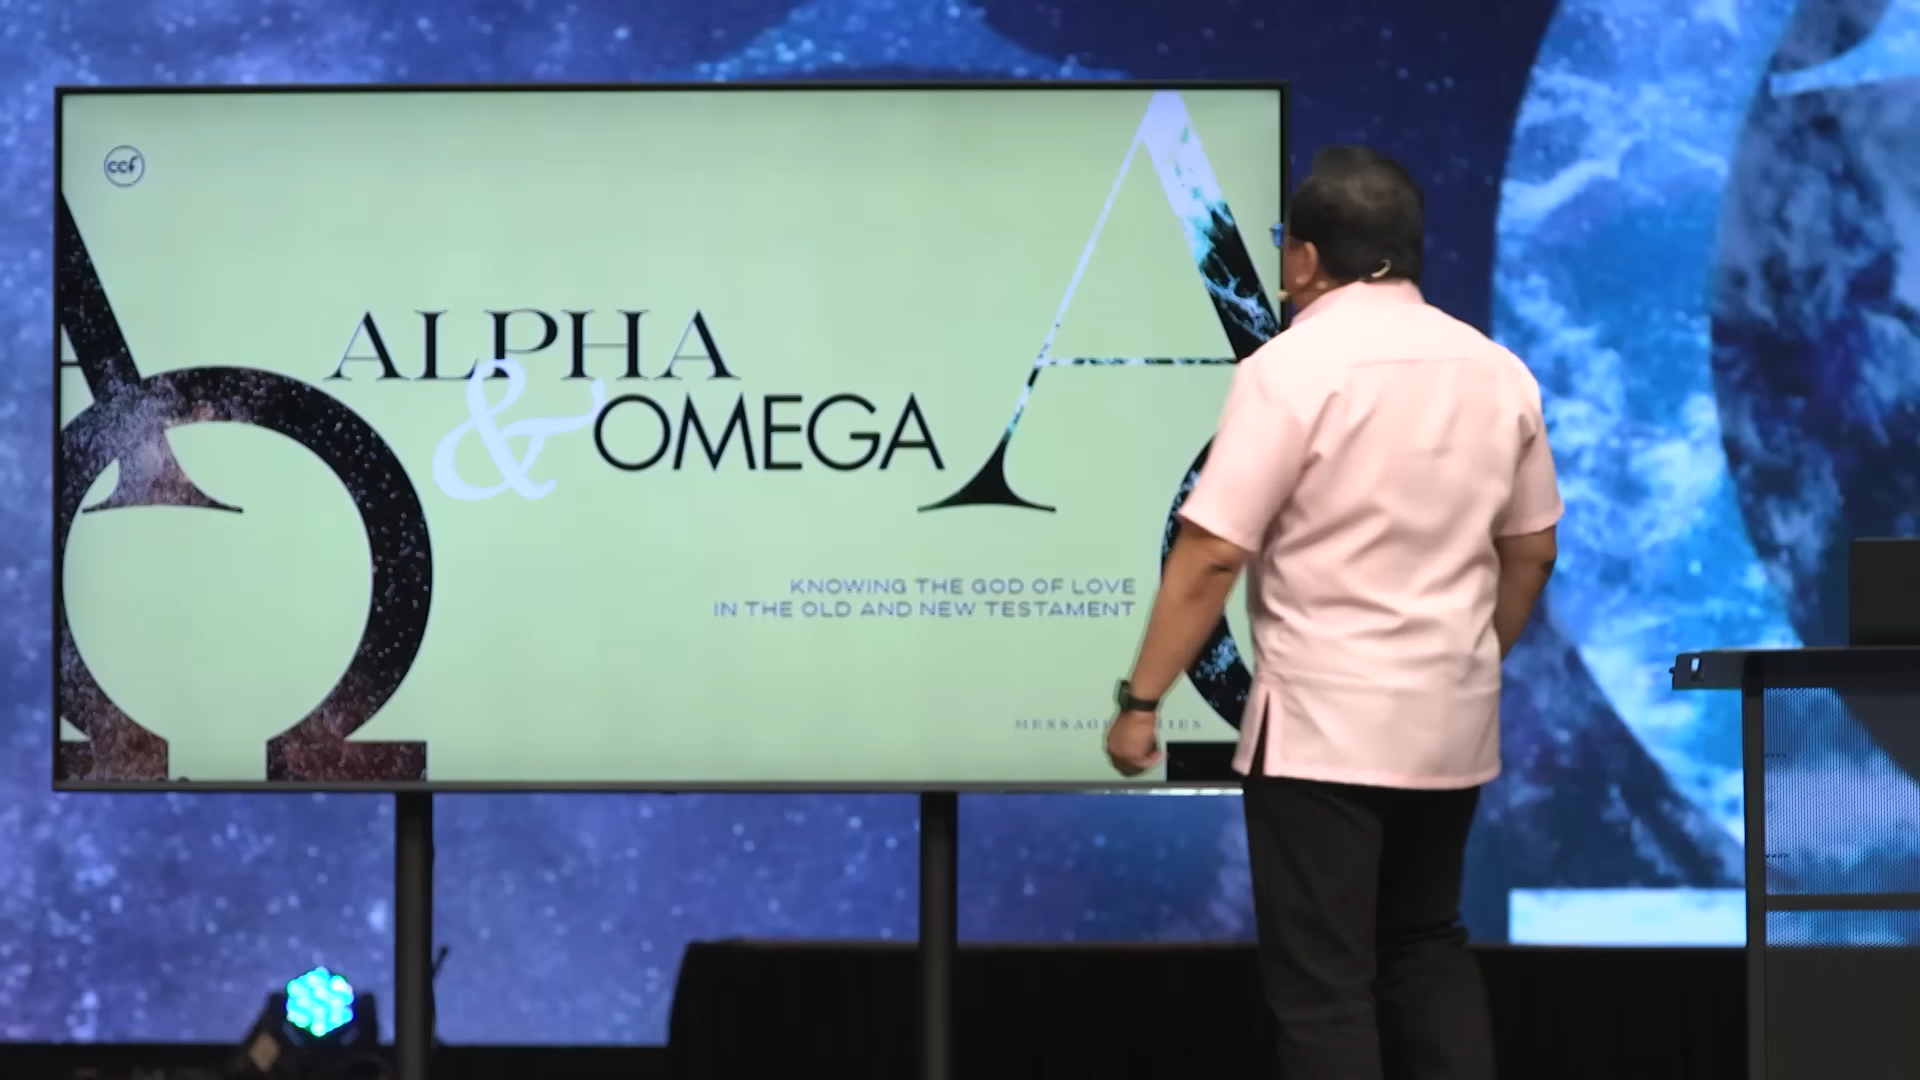 ccf
ALPHA
& OMEGA
KNOWING THE GOD OF LOVE
IN THE OLD AND NEW TESTAMENT